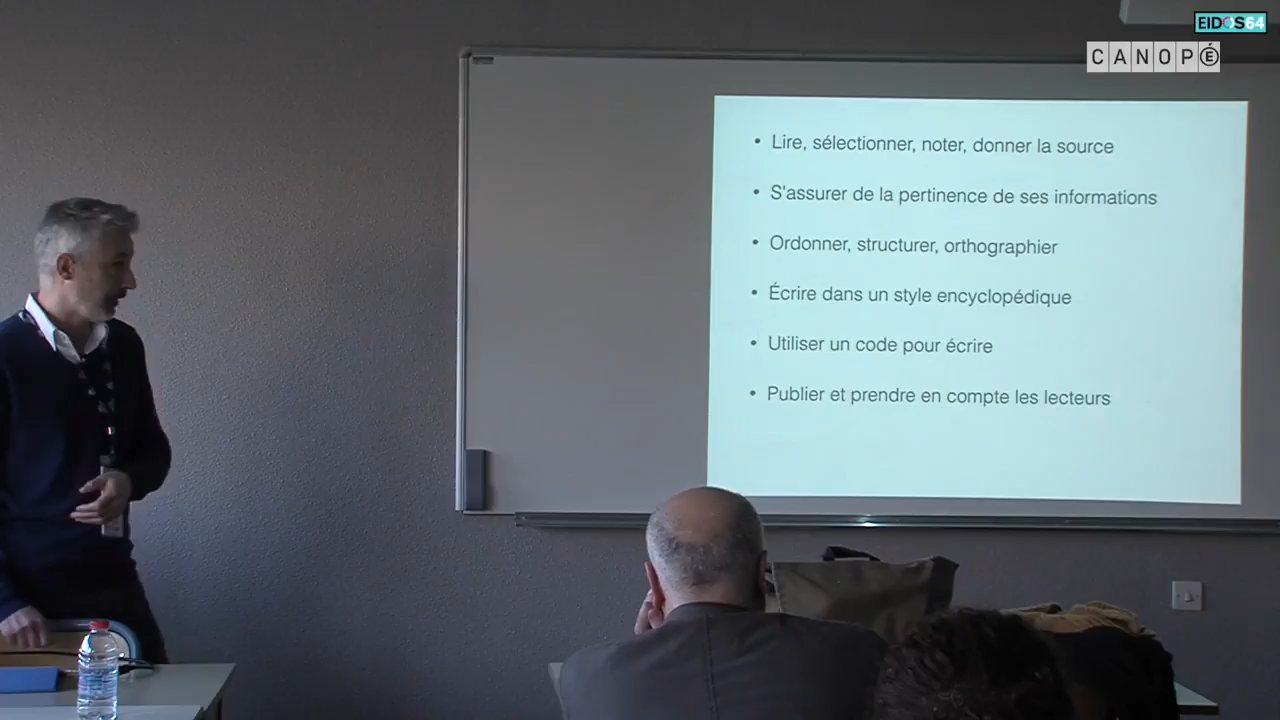 EIDOS64
CANOPÉ
• Lire, sélectionner, noter, donner la source
• S'assurer de la pertinence de ses informations
• Ordonner, structurer, orthographier
• Écrire dans un style encyclopédique
• Utiliser un code pour écrire
• Publier et prendre en compte les lecteurs